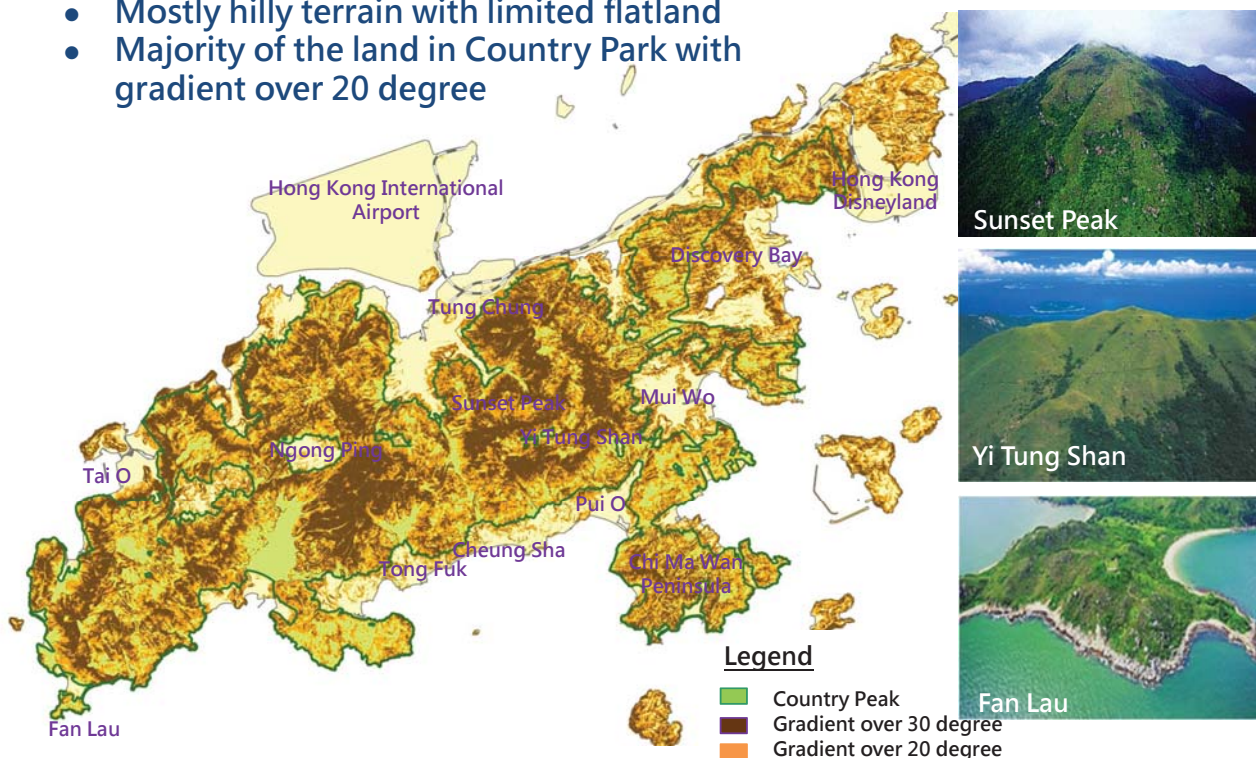 Mostly hilly terrain with limited flatland
Majority of the land in Country Park with
gradient over 20 degree
Hong Kong International
Airport
Hong Kong
Disneyland
Discovery Bay
Tung Chung
Sunset Peak
Mui Wo
Yi Tung Shan
Ngong Ping
Tai O
Pui O
Cheung Sha
Tong Fuk
Chi Ma Wan
Peninsula
Fan Lau
Sunset Peak
Yi Tung Shan
Fan Lau
Legend
Country Peak
Gradient over 30 degree
Gradient over 20 degree